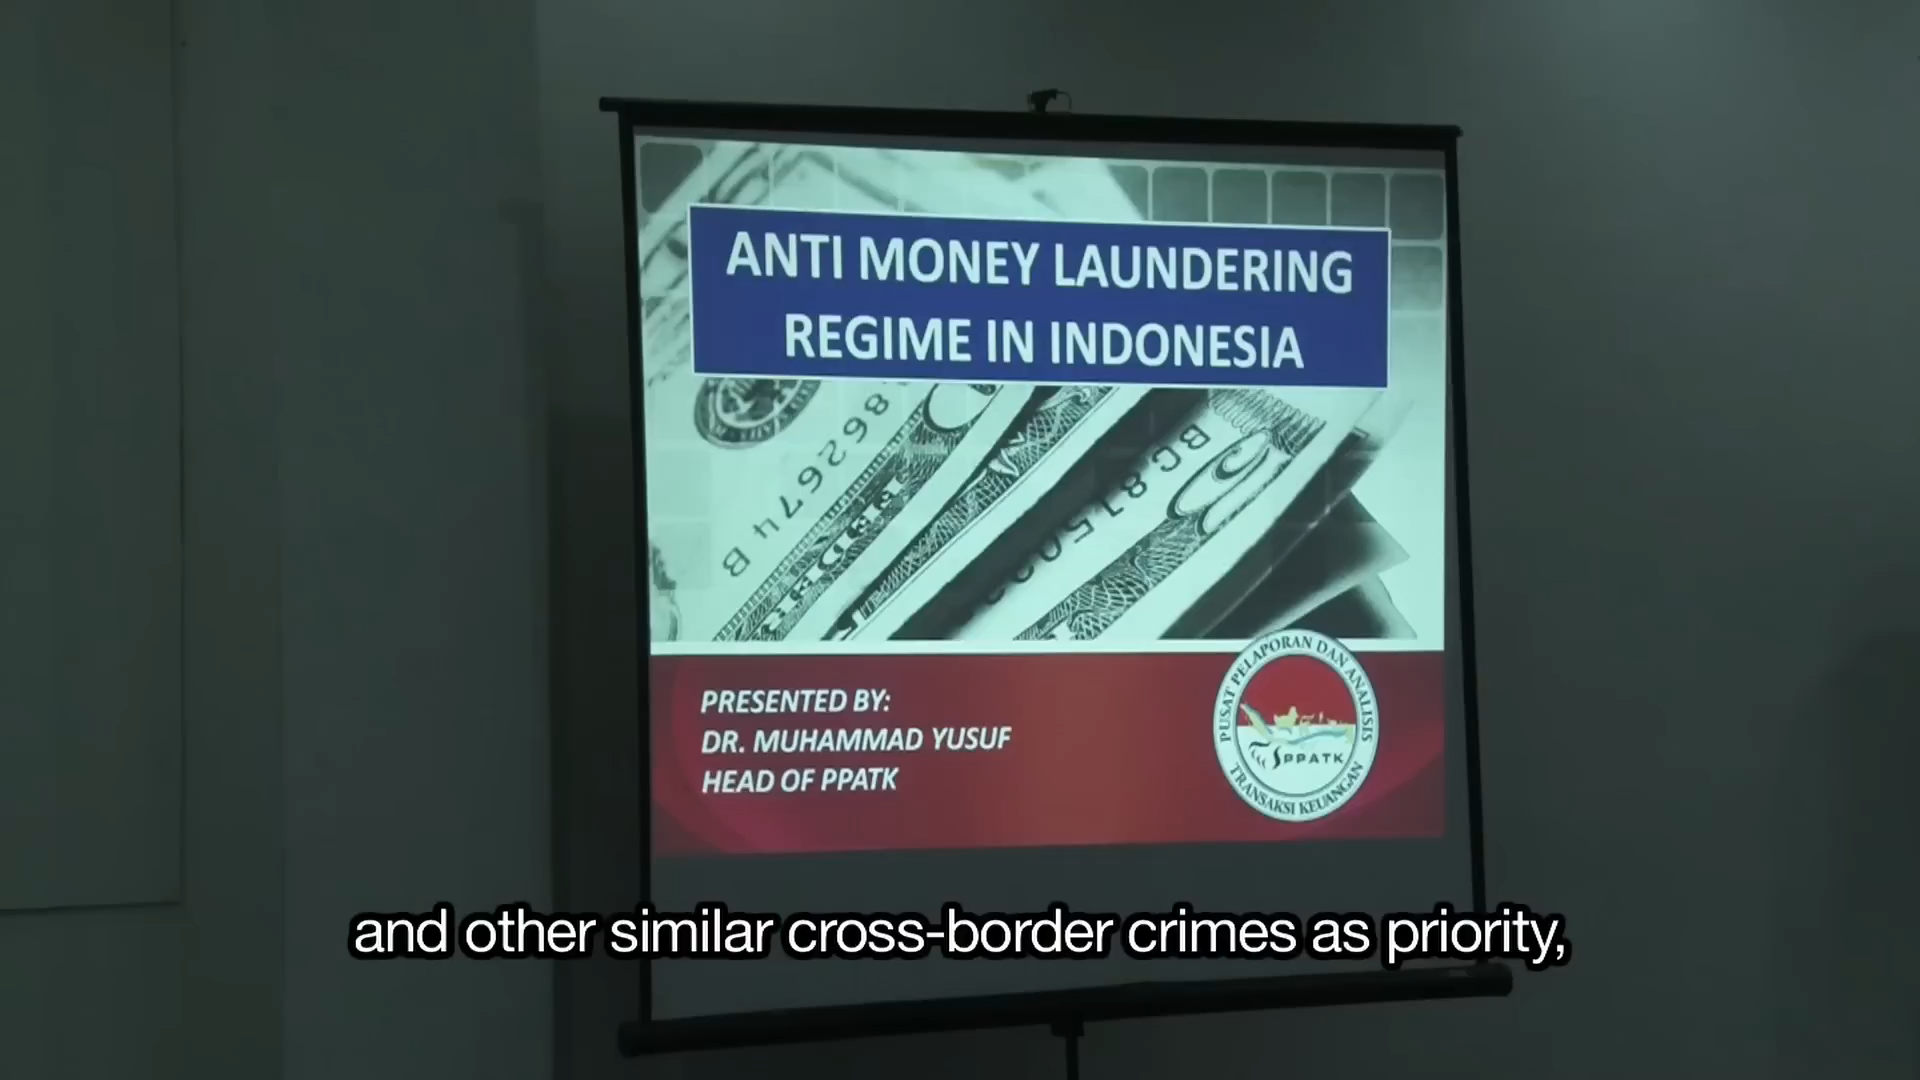 ANTI MONEY LAUNDERING
REGIME IN INDONESIA
PRESENTED BY:
DR. MUHAMMAD YUSUF
HEAD OF PPATK
PUSAT PELAPORAN DAN ANALISIS
TRANSAKSI KEUANGAN
PPATK
and other similar cross-border crimes as priority,